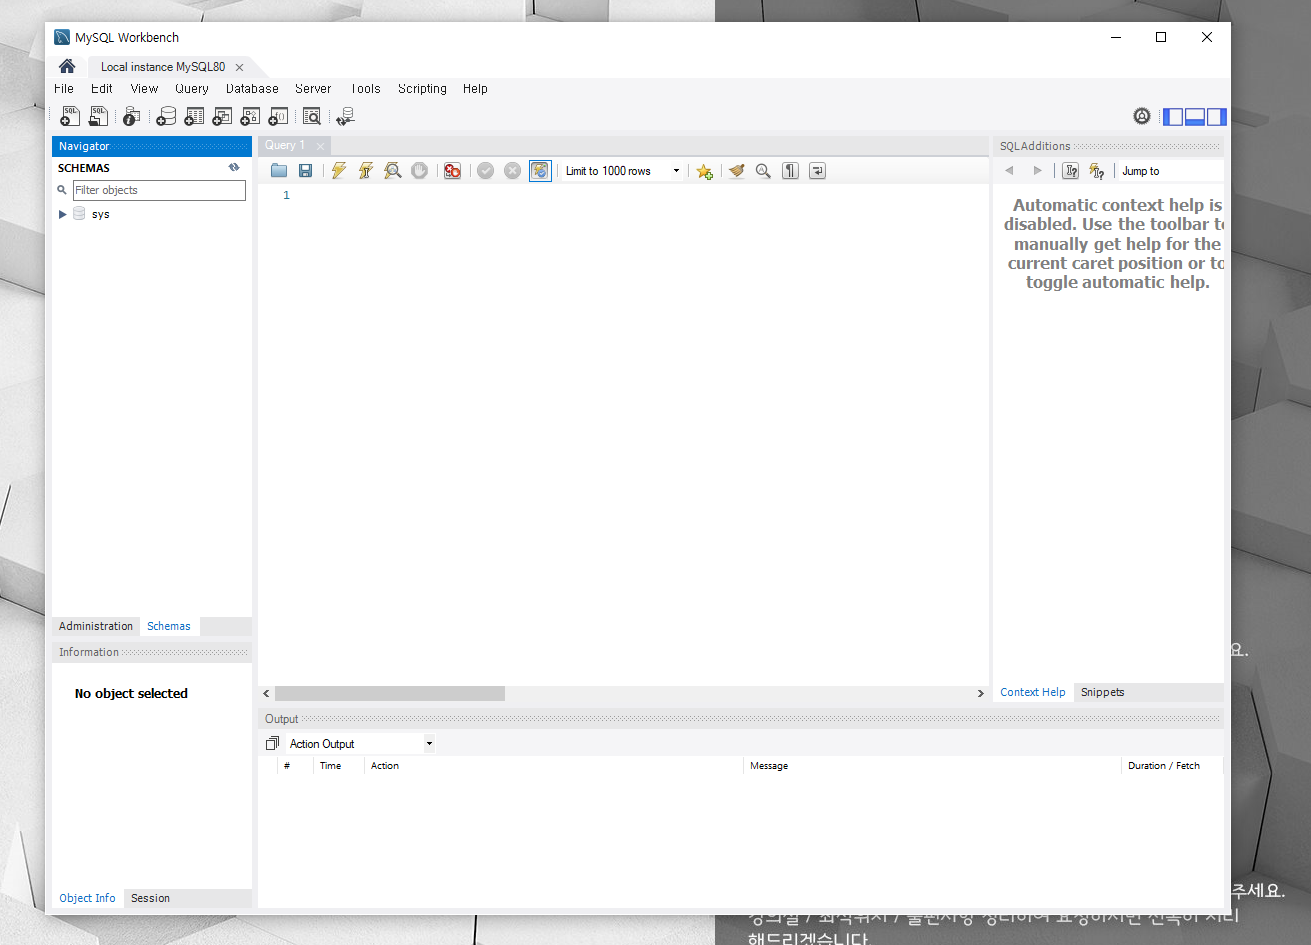 MySQL Workbench
Local instance MySQL80
File Edit View Query Database Server Tools Scripting Help
Navigator
SCHEMAS
Filter objects
sys
Administration Schemas
Information
No object selected
Object Info Session
Query 1
Limit to 1000 rows
1
SQLAdditions
Jump to
Automatic context help is
disabled. Use the toolbar to
manually get help for the
current caret position or to
toggle automatic help.
Context Help Snippets
Output
Action Output
# Time Action Message Duration / Fetch
요.
주세요.
해드리겠습니다.